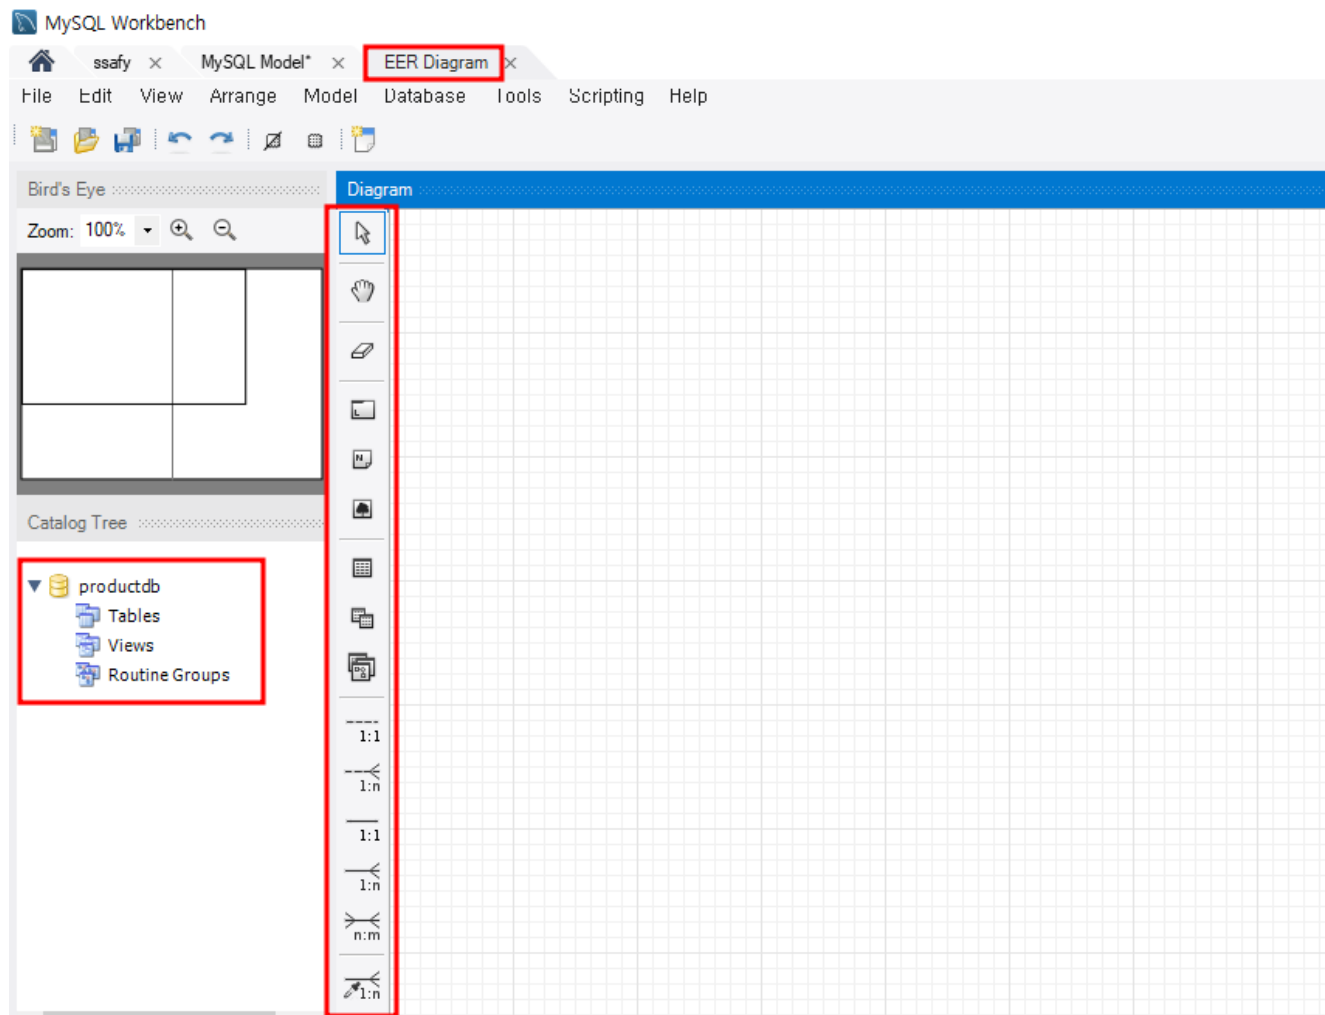 MySQL Workbench
ssafy MySQL Model* EER Diagram
File Edit View Arrange Model Database Tools Scripting Help
Bird's Eye
Diagram
Zoom: 100%
L
N
Catalog Tree
productdb
Tables
Views
Routine Groups
1:1
1:n
1:1
1:n
n:m
1:n